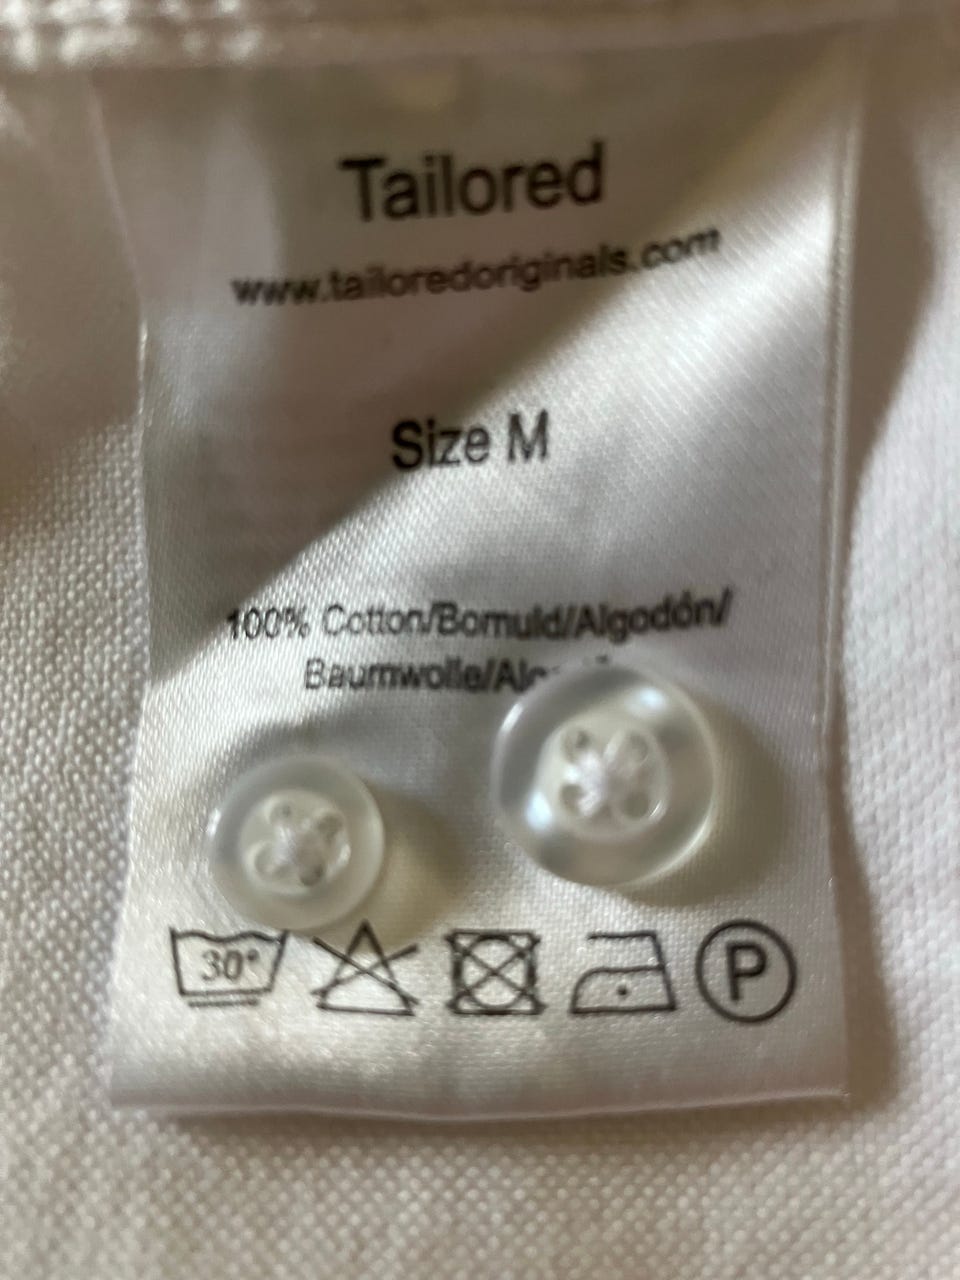 Tailored
www.tailoredoriginals.com
Size M
100% Cotton/Bomuld/Algodón/
Baumwolle/
30°
P